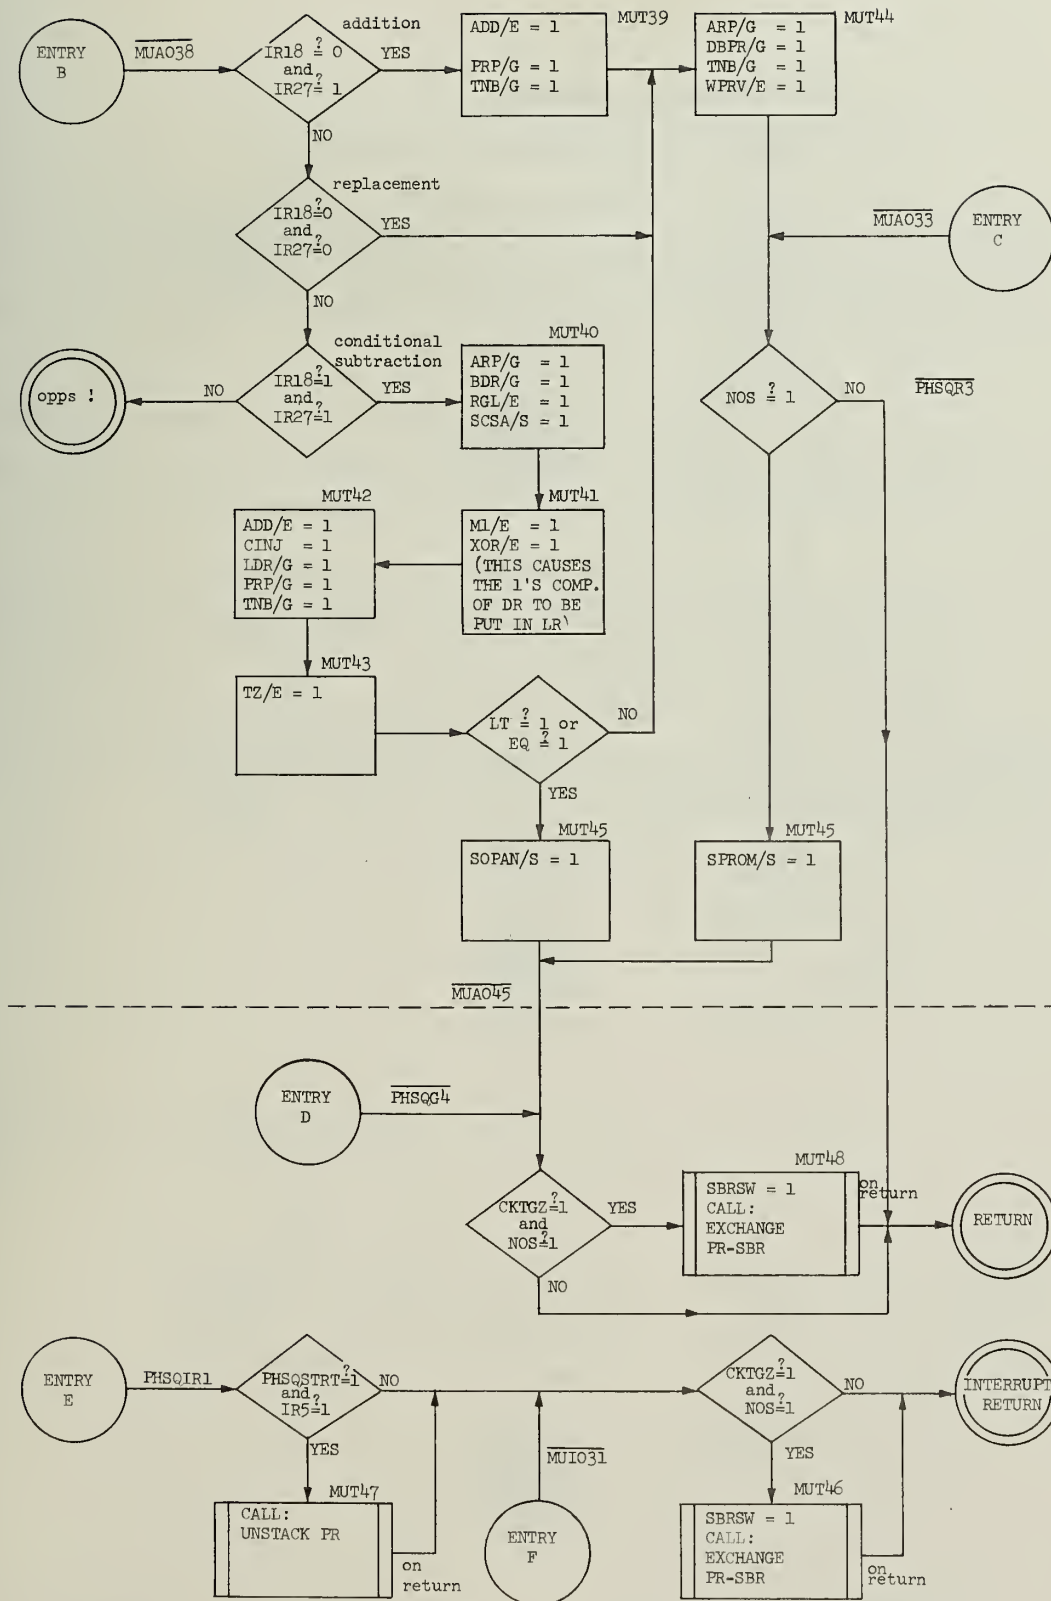 ENTRY
B
MUA038
IR18 ?= 0
and
IR27 ?= 1
addition
YES
NO
MUT39
ADD/E = 1
PRP/G = 1
TNB/G = 1
MUT44
ARP/G = 1
DBPR/G = 1
TNB/G = 1
WPRV/E = 1
replacement
IR18 ?= 0
and
IR27 ?= 0
YES
NO
MUA033
ENTRY
C
conditional
subtraction
opps !
NO
IR18 ?= 1
and
IR27 ?= 1
YES
MUT40
ARP/G = 1
BDR/G = 1
RGL/E = 1
SCSA/S = 1
NOS ?= 1
NO
PHSQR3
MUT42
ADD/E = 1
CINJ = 1
LDR/G = 1
PRP/G = 1
TNB/G = 1
MUT41
M1/E = 1
XOR/E = 1
(THIS CAUSES
THE 1'S COMP.
OF DR TO BE
PUT IN LR)
MUT43
TZ/E = 1
LT ?= 1 or
EQ ?= 1
NO
YES
MUT45
SOPAN/S = 1
MUT45
SPROM/S = 1
MUA045
ENTRY
D
PHSQG4
CKTGZ ?= 1
and
NOS ?= 1
YES
NO
MUT48
SBRSW = 1
CALL:
EXCHANGE
PR-SBR
on
return
RETURN
ENTRY
E
PHSQIR1
PHSQSTRT ?= 1
and
IR5 ?= 1
NO
YES
MUT47
CALL:
UNSTACK PR
on
return
MUI031
ENTRY
F
CKTGZ ?= 1
and
NOS ?= 1
NO
YES
MUT46
SBRSW = 1
CALL:
EXCHANGE
PR-SBR
on
return
INTERRUPT
RETURN